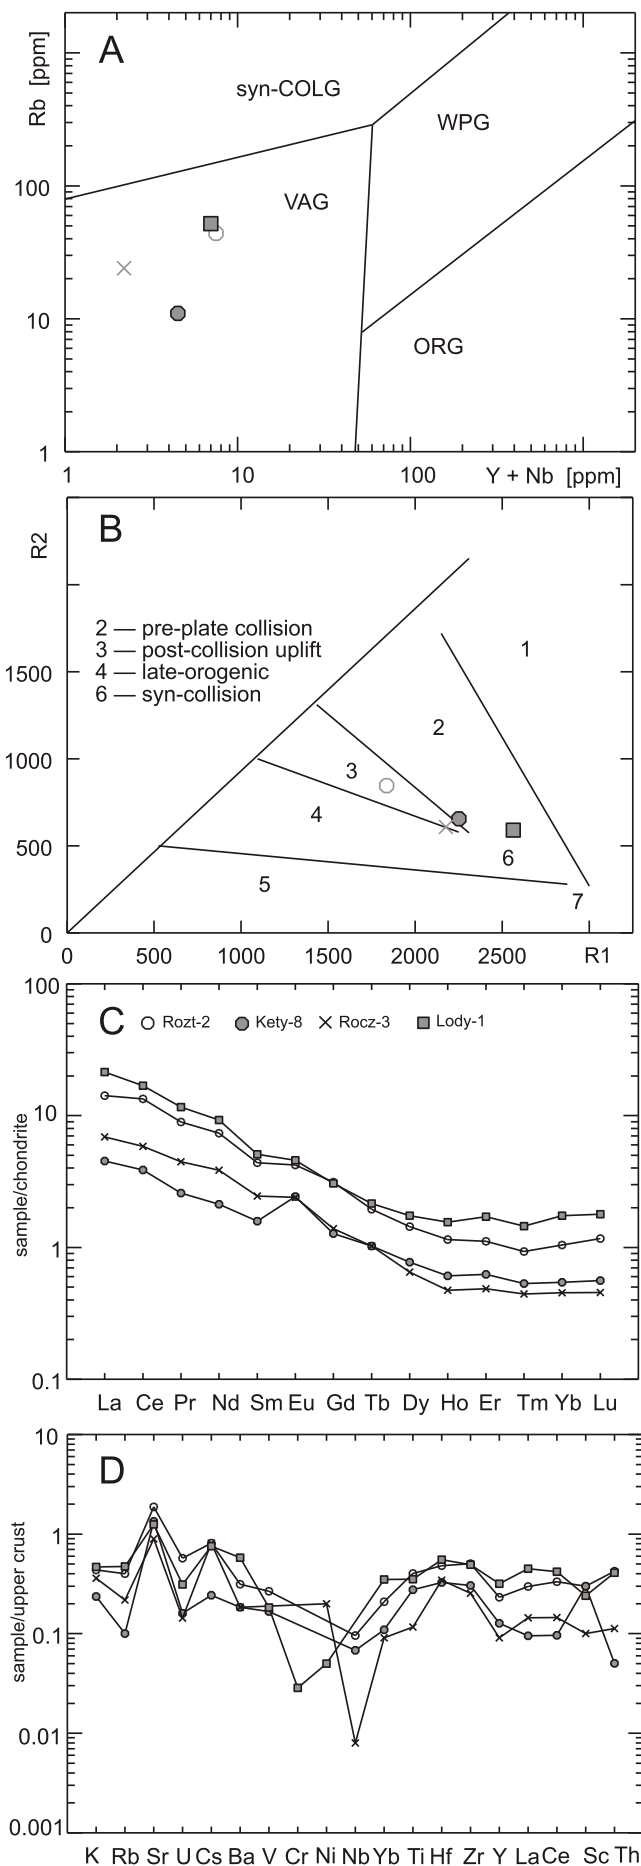 A
Rb [ppm]
syn-COLG
WPG
VAG
ORG
100
10
1
1 10 100 Y + Nb [ppm]
B
R2
2 — pre-plate collision
3 — post-collision uplift
4 — late-orogenic
6 — syn-collision
1
2
3
4
5
6
7
1500
1000
500
0
0 500 1000 1500 2000 2500 R1
C
Rozt-2 Kety-8 Rocz-3 Lody-1
sample/chondrite
100
10
1
0.1
La Ce Pr Nd Sm Eu Gd Tb Dy Ho Er Tm Yb Lu
D
sample/upper crust
10
1
0.1
0.01
0.001
K Rb Sr U Cs Ba V Cr Ni Nb Yb Ti Hf Zr Y La Ce Sc Th